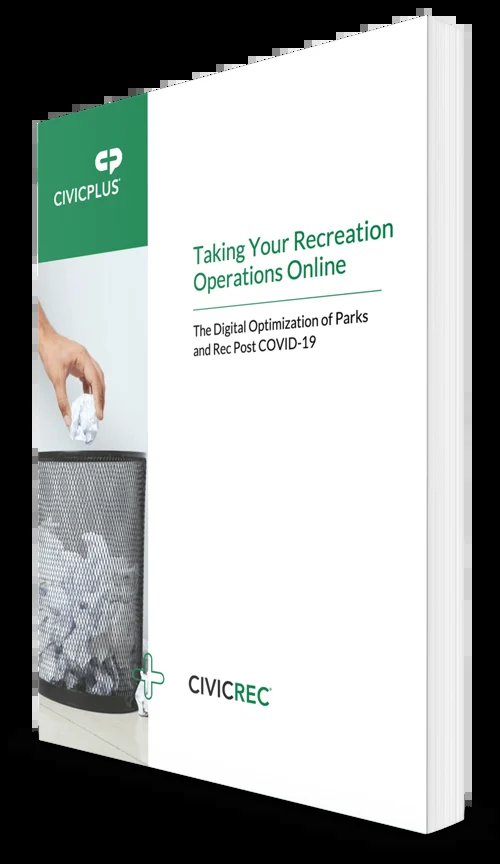 CIVICPLUS
Taking Your Recreation
Operations Online
The Digital Optimization of Parks
and Rec Post COVID-19
CIVICREC